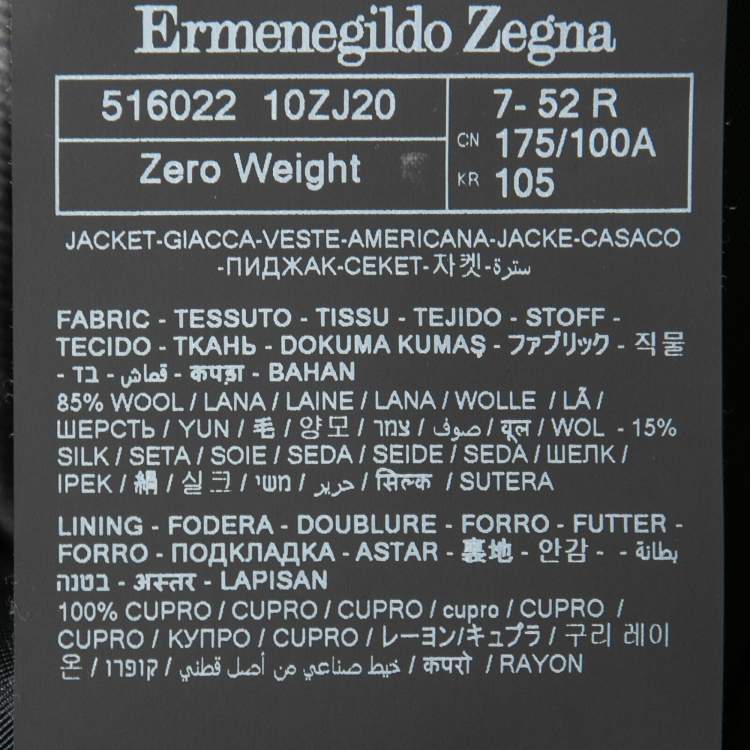 Ermenegildo Zegna
516022 10ZJ20
Zero Weight
7- 52 R
CN 175/100A
KR 105
JACKET-GIACCA-VESTE-AMERICANA-JACKE-CASACO
-ПИДЖАК-CEKET-자켓-سترة
FABRIC - TESSUTO - TISSU - TEJIDO - STOFF -
TECIDO - ТКАНЬ - DOKUMA KUMAŞ - ファブリック - 직물
- בד - قماش - कपड़ा - BAHAN
85% WOOL / LANA / LAINE / LANA / WOLLE / LÃ /
ШЕРСТЬ / YUN / 毛 / 양모 / צמר / صوف / वूल / WOL - 15%
SILK / SETA / SOIE / SEDA / SEIDE / SEDA / ШЕЛК /
IPEK / 絹 / 실크 / משי / حرير / सिल्क / SUTERA
LINING - FODERA - DOUBLURE - FORRO - FUTTER -
FORRO - ПОДКЛАДКА - ASTAR - 裏地 - 안감 - - بطانة
בטנה - अस्तर - LAPISAN
100% CUPRO / CUPRO / CUPRO / cupro / CUPRO /
CUPRO / КУПРО / CUPRO / レーヨン/キュプラ / 구리 레이
온 / קופרו / خيط صناعي من أصل قطني / कपरो / RAYON